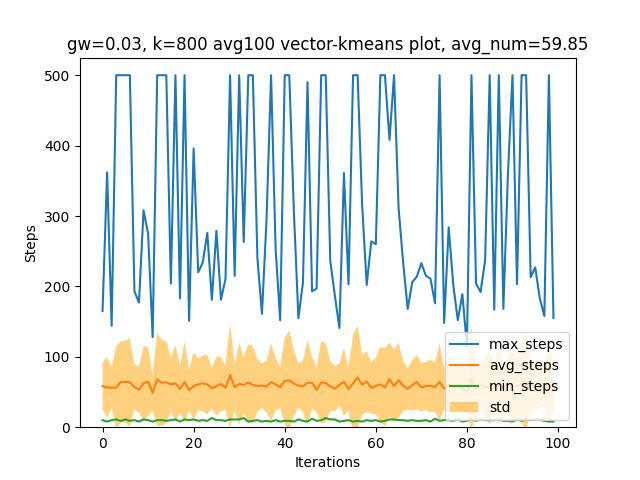 gw=0.03, k=800 avg100 vector-kmeans plot, avg_num=59.85
500
400
300
200
100
0
Steps
0 20 40 60 80 100
Iterations
max_steps
avg_steps
min_steps
std